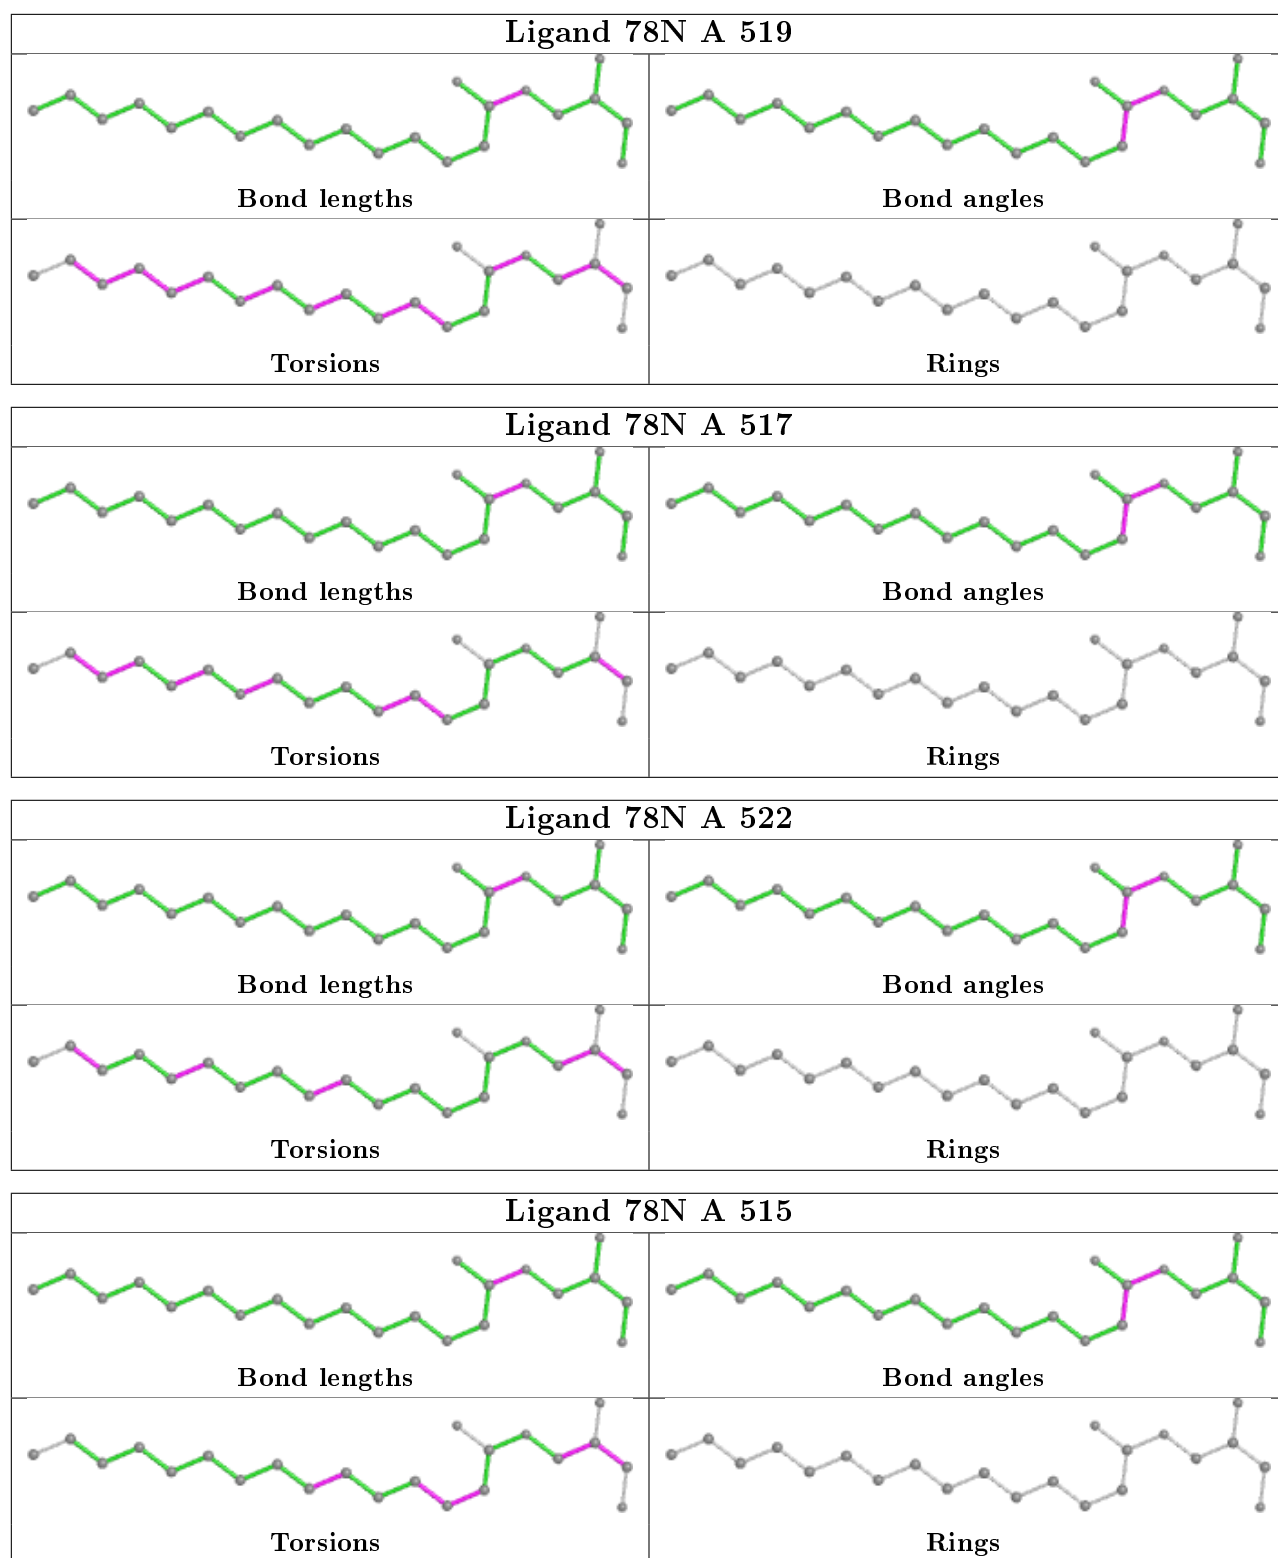 Ligand 78N A 519
Bond lengths
Bond angles
Torsions
Rings
Ligand 78N A 517
Bond lengths
Bond angles
Torsions
Rings
Ligand 78N A 522
Bond lengths
Bond angles
Torsions
Rings
Ligand 78N A 515
Bond lengths
Bond angles
Torsions
Rings